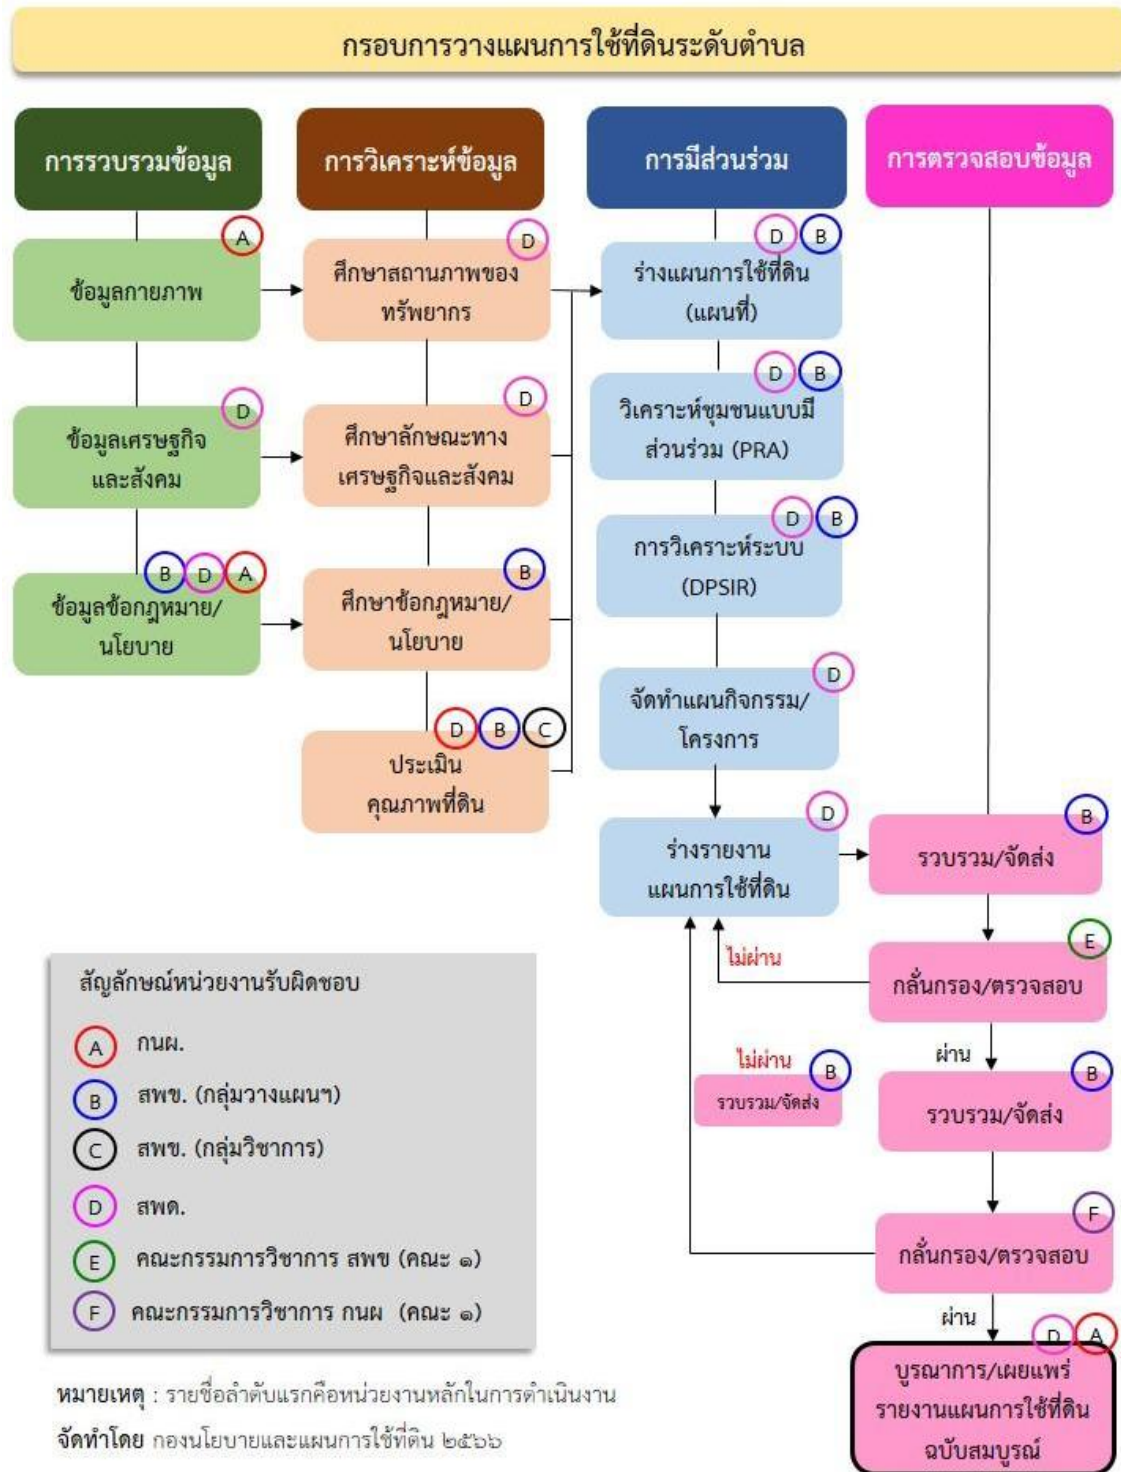 กรอบการวางแผนการใช้ที่ดินระดับตำบล
การรวบรวมข้อมูล
A
ข้อมูลกายภาพ
D
ข้อมูลเศรษฐกิจ
และสังคม
B D A
ข้อมูลข้อกฎหมาย/
นโยบาย
การวิเคราะห์ข้อมูล
D
ศึกษาสถานภาพของ
ทรัพยากร
D
ศึกษาลักษณะทาง
เศรษฐกิจและสังคม
B
ศึกษาข้อกฎหมาย/
นโยบาย
D B C
ประเมิน
คุณภาพที่ดิน
การมีส่วนร่วม
D B
ร่างแผนการใช้ที่ดิน
(แผนที่)
D B
วิเคราะห์ชุมชนแบบมี
ส่วนร่วม (PRA)
D B
การวิเคราะห์ระบบ
(DPSIR)
D
จัดทำแผนกิจกรรม/
โครงการ
D
ร่างรายงาน
แผนการใช้ที่ดิน
การตรวจสอบข้อมูล
B
รวบรวม/จัดส่ง
E
กลั่นกรอง/ตรวจสอบ
ไม่ผ่าน
ผ่าน
B
รวบรวม/จัดส่ง
ไม่ผ่าน
B
รวบรวม/จัดส่ง
F
กลั่นกรอง/ตรวจสอบ
ผ่าน
D A
บูรณาการ/เผยแพร่
รายงานแผนการใช้ที่ดิน
ฉบับสมบูรณ์
สัญลักษณ์หน่วยงานรับผิดชอบ
A กนผ.
B สพข. (กลุ่มวางแผนฯ)
C สพข. (กลุ่มวิชาการ)
D สพด.
E คณะกรรมการวิชาการ สพข (คณะ ๑)
F คณะกรรมการวิชาการ กนผ (คณะ ๑)
หมายเหตุ : รายชื่อลำดับแรกคือหน่วยงานหลักในการดำเนินงาน
จัดทำโดย กองนโยบายและแผนการใช้ที่ดิน ๒๕๖๖